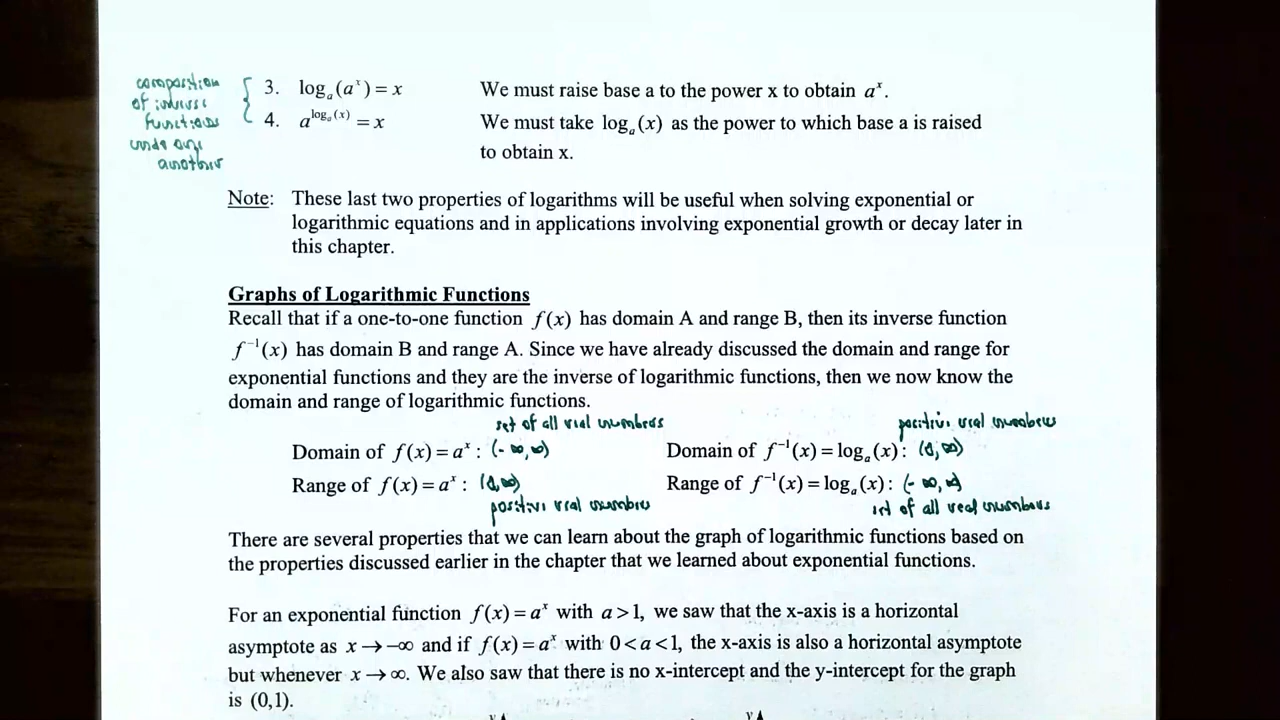 composition
of inverse
functions
undo one
another
3. logₐ(aˣ) = x We must raise base a to the power x to obtain aˣ.
4. a^(logₐ(x)) = x We must take logₐ(x) as the power to which base a is raised
to obtain x.
Note: These last two properties of logarithms will be useful when solving exponential or
logarithmic equations and in applications involving exponential growth or decay later in
this chapter.
Graphs of Logarithmic Functions
Recall that if a one-to-one function f(x) has domain A and range B, then its inverse function
f⁻¹(x) has domain B and range A. Since we have already discussed the domain and range for
exponential functions and they are the inverse of logarithmic functions, then we now know the
domain and range of logarithmic functions.
set of all real numbers positive real numbers
Domain of f(x) = aˣ : (-∞,∞) Domain of f⁻¹(x) = logₐ(x): (0,∞)
Range of f(x) = aˣ : (0,∞) Range of f⁻¹(x) = logₐ(x): (-∞,∞)
positive real numbers set of all real numbers
There are several properties that we can learn about the graph of logarithmic functions based on
the properties discussed earlier in the chapter that we learned about exponential functions.
For an exponential function f(x) = aˣ with a > 1, we saw that the x-axis is a horizontal
asymptote as x → -∞ and if f(x) = aˣ with 0 < a < 1, the x-axis is also a horizontal asymptote
but whenever x → ∞. We also saw that there is no x-intercept and the y-intercept for the graph
is (0,1).
y y